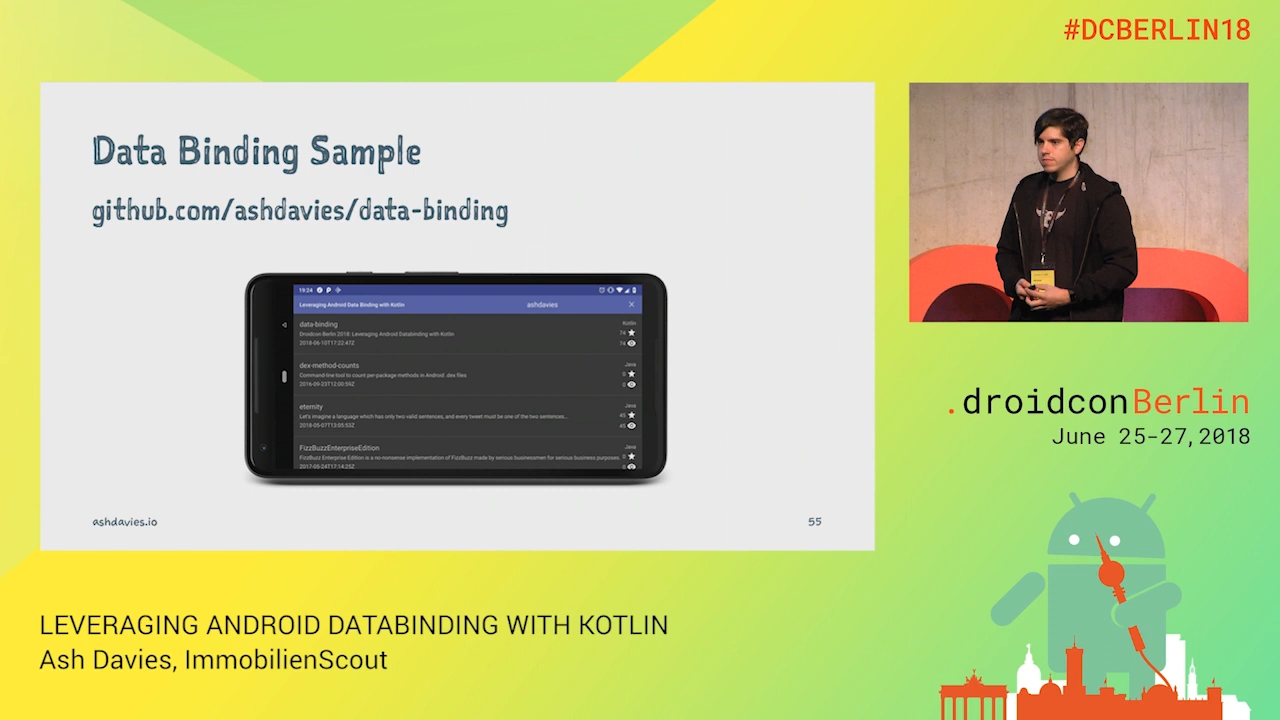 #DCBERLIN18
Data Binding Sample
github.com/ashdavies/data-binding
19:24
Leveraging Android Data Binding with Kotlin
ashdavies
data-binding
Kotlin
Droidcon Berlin 2018: Leveraging Android Databinding with Kotlin
74
2018-06-10T17:22:47Z
74
dex-method-counts
Java
Command-line tool to count per-package methods in Android .dex files
0
2016-09-23T12:00:59Z
0
eternity
Java
Let's imagine a language which has only two valid sentences, and every tweet must be one of the two sentences...
45
2018-05-07T13:05:53Z
45
FizzBuzzEnterpriseEdition
Java
FizzBuzz Enterprise Edition is a no-nonsense implementation of FizzBuzz made by serious businessmen for serious business purposes.
0
2017-05-24T17:14:25Z
0
ashdavies.io
55
.droidconBerlin
June 25-27,2018
LEVERAGING ANDROID DATABINDING WITH KOTLIN
Ash Davies, ImmobilienScout